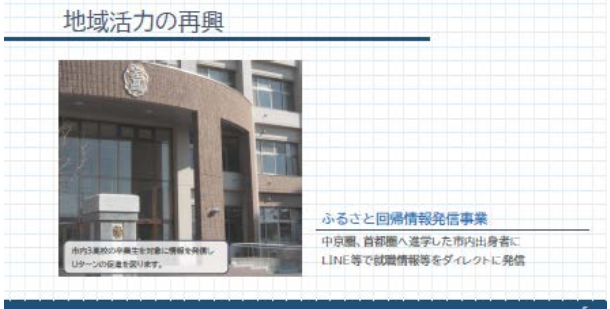 地域活力の再興
市内3高校の卒業生を対象に情報を発信し
Uターンの促進を図ります。
ふるさと回帰情報発信事業
中京圏、首都圏へ進学した市内出身者に
LINE等で就職情報等をダイレクトに発信